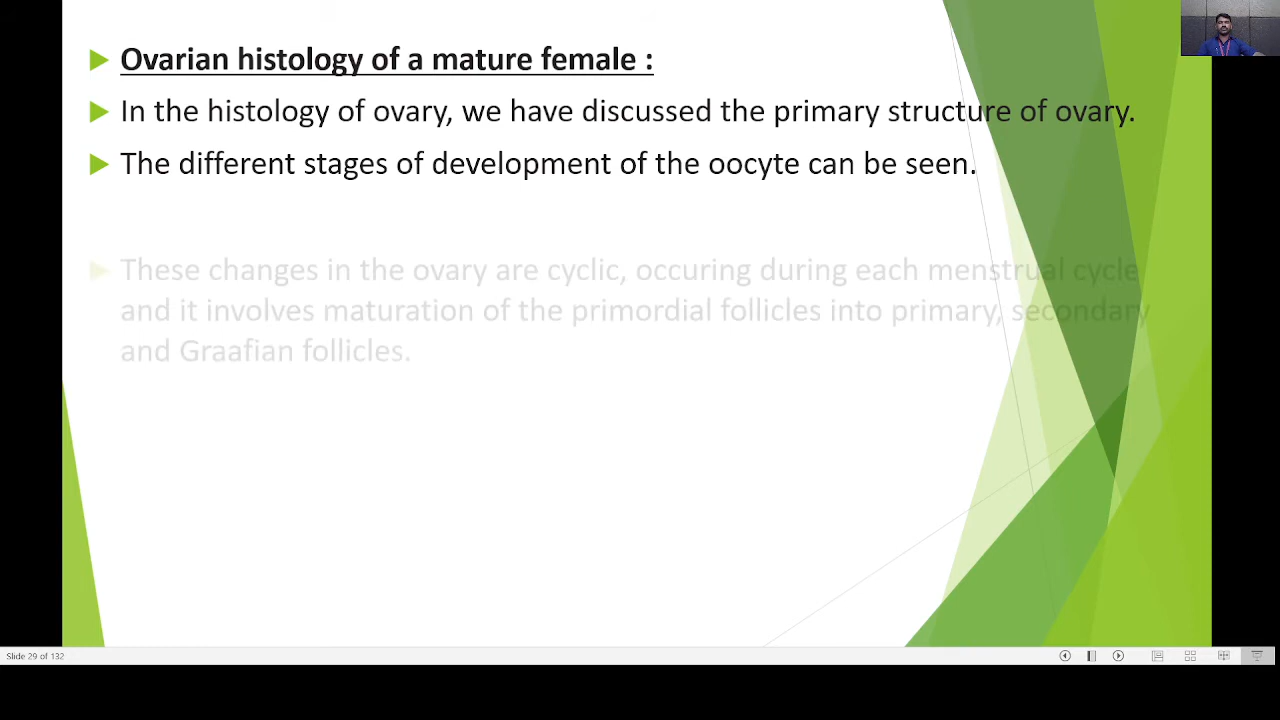 Ovarian histology of a mature female :
In the histology of ovary, we have discussed the primary structure of ovary.
The different stages of development of the oocyte can be seen.
These changes in the ovary are cyclic, occuring during each menstrual cycle
and it involves maturation of the primordial follicles into primary, secondary
and Graafian follicles.
Slide 29 of 132